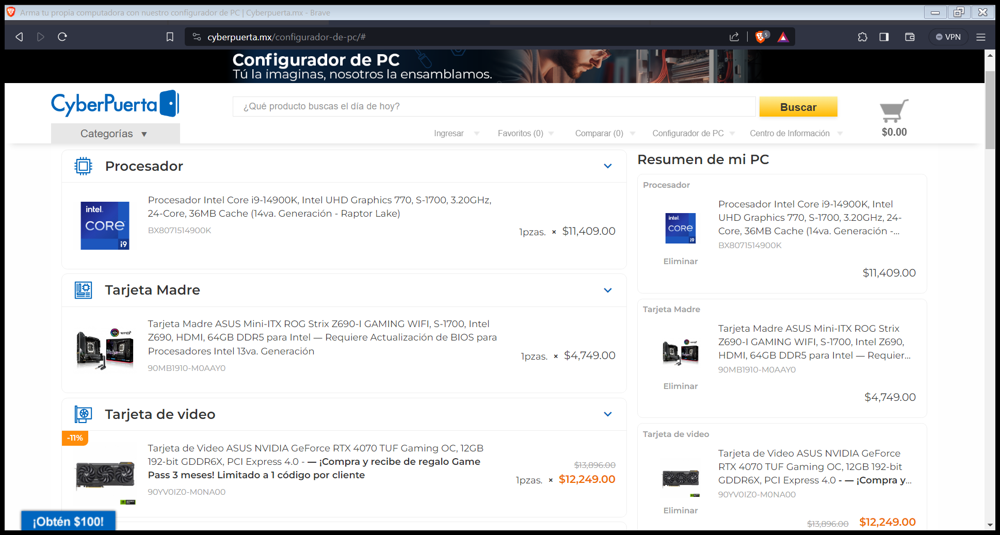 Arma tu propia computadora con nuestro configurador de PC | Cyberpuerta.mx - Brave
cyberpuerta.mx/configurador-de-pc/#
5
VPN
Configurador de PC
Tú la imaginas, nosotros la ensamblamos.
CyberPuerta
¿Qué producto buscas el día de hoy?
Buscar
$0.00
Categorías ▼
Ingresar
Favoritos (0)
Comparar (0)
Configurador de PC
Centro de Información
Procesador
intel.
CORE
i9
Procesador Intel Core i9-14900K, Intel UHD Graphics 770, S-1700, 3.20GHz,
24-Core, 36MB Cache (14va. Generación - Raptor Lake)
BX8071514900K
1pzas. × $11,409.00
Tarjeta Madre
WIFI 6E
Tarjeta Madre ASUS Mini-ITX ROG Strix Z690-I GAMING WIFI, S-1700, Intel
Z690, HDMI, 64GB DDR5 para Intel — Requiere Actualización de BIOS para
Procesadores Intel 13va. Generación
90MB1910-M0AAY0
1pzas. × $4,749.00
Tarjeta de video
-11%
Tarjeta de Video ASUS NVIDIA GeForce RTX 4070 TUF Gaming OC, 12GB
192-bit GDDR6X, PCI Express 4.0 - — ¡Compra y recibe de regalo Game
Pass 3 meses! Limitado a 1 código por cliente
90YV0IZ0-M0NA00
$13,896.00
1pzas. × $12,249.00
¡Obtén $100!
Resumen de mi PC
Procesador
intel.
CORE
i9
Procesador Intel Core i9-14900K, Intel
UHD Graphics 770, S-1700, 3.20GHz, 24-
Core, 36MB Cache (14va. Generación -...
BX8071514900K
Eliminar
$11,409.00
Tarjeta Madre
Tarjeta Madre ASUS Mini-ITX ROG Strix
Z690-I GAMING WIFI, S-1700, Intel Z690,
HDMI, 64GB DDR5 para Intel — Requier...
90MB1910-M0AAY0
Eliminar
$4,749.00
Tarjeta de video
Tarjeta de Video ASUS NVIDIA GeForce
RTX 4070 TUF Gaming OC, 12GB 192-bit
GDDR6X, PCI Express 4.0 - — ¡Compra y...
90YV0IZ0-M0NA00
Eliminar
$13,896.00 $12,249.00